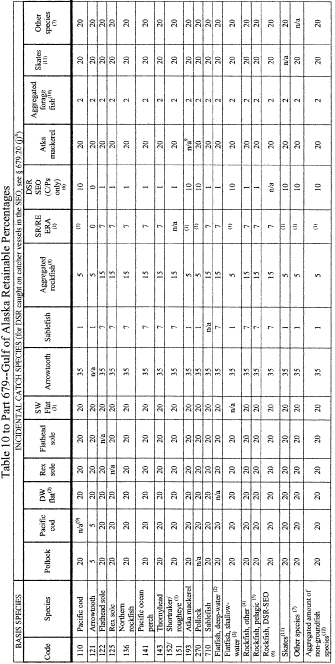 Table 10 to Part 679--Gulf of Alaska Retainable Percentages
BASIS SPECIES INCIDENTAL CATCH SPECIES (for DSR caught on catcher vessels in the SEO, see § 679.20 (j)⁶)
Code Species Pollock Pacific cod DW flat(2) Rex sole Flathead sole SW Flat (3) Arrowtooth Sablefish Aggregated rockfish(8) SR/RE ERA (1) DSR SEO (C/Ps only) (6) Atka mackerel Aggregated forage fish(10) Skates (11) Other species (7)
110 Pacific cod 20 n/a(9) 20 20 20 20 35 1 5 (1) 10 20 2 20 20
121 Arrowtooth 5 5 20 20 20 20 n/a 1 5 0 0 20 2 20 20
122 Flathead sole 20 20 20 20 n/a 20 35 7 15 7 1 20 2 20 20
125 Rex sole 20 20 20 n/a 20 20 35 7 15 7 1 20 2 20 20
136 Northern rockfish 20 20 20 20 20 20 35 7 15 7 1 20 2 20 20
141 Pacific ocean perch 20 20 20 20 20 20 35 7 15 7 1 20 2 20 20
143 Thornyhead 20 20 20 20 20 20 35 7 15 7 1 20 2 20 20
152/ 151 Shortraker/ rougheye (1) 20 20 20 20 20 20 35 7 15 n/a 1 20 2 20 20
193 Atka mackerel 20 20 20 20 20 20 35 1 5 (1) 10 n/a 2 20 20
270 Pollock n/a 20 20 20 20 20 35 1 5 (1) 10 20 2 20 20
710 Sablefish 20 20 20 20 20 20 35 n/a 15 7 1 20 2 20 20
Flatfish, deep-water (2) 20 20 n/a 20 20 20 35 7 15 7 1 20 2 20 20
Flatfish, shallow-water (3) 20 20 20 20 20 n/a 35 1 5 (1) 10 20 2 20 20
Rockfish, other (4) 20 20 20 20 20 20 35 7 15 7 1 20 2 20 20
Rockfish, pelagic (5) 20 20 20 20 20 20 35 7 15 7 1 20 2 20 20
Rockfish, DSR-SEO (6) 20 20 20 20 20 20 35 7 15 7 n/a 20 2 20 20
Skates(11) 20 20 20 20 20 20 35 1 5 (1) 10 20 2 n/a 20
Other species (7) 20 20 20 20 20 20 35 1 5 (1) 10 20 2 20 n/a
Aggregated amount of non-groundfish species(12) 20 20 20 20 20 20 35 1 5 (1) 10 20 2 20 20